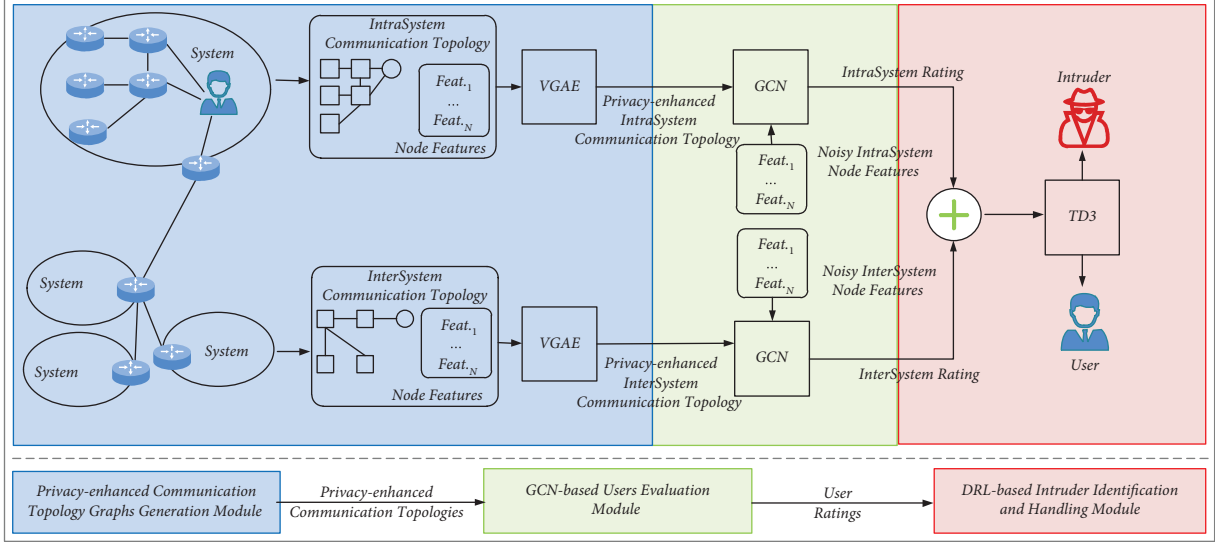 System
IntraSystem
Communication Topology
Feat.1
...
Feat.N
Node Features
VGAE
Privacy-enhanced
IntraSystem
Communication Topology
GCN
Feat.1
...
Feat.N
IntraSystem Rating
Noisy IntraSystem
Node Features
Intruder
TD3
User
System
System
System
InterSystem
Communication Topology
Feat.1
...
Feat.N
Node Features
VGAE
Privacy-enhanced
InterSystem
Communication Topology
Feat.1
...
Feat.N
GCN
Noisy InterSystem
Node Features
InterSystem Rating
Privacy-enhanced Communication
Topology Graphs Generation Module
Privacy-enhanced
Communication Topologies
GCN-based Users Evaluation
Module
User
Ratings
DRL-based Intruder Identification
and Handling Module